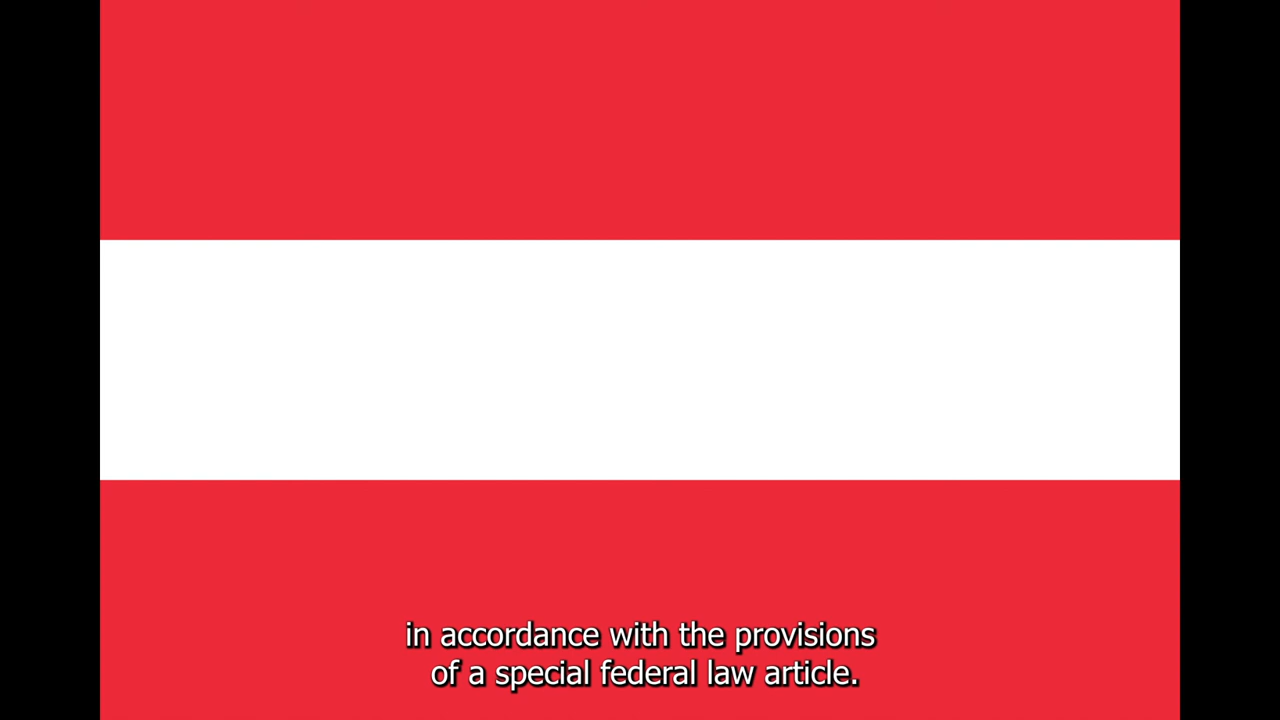 in accordance with the provisions
of a special federal law article.